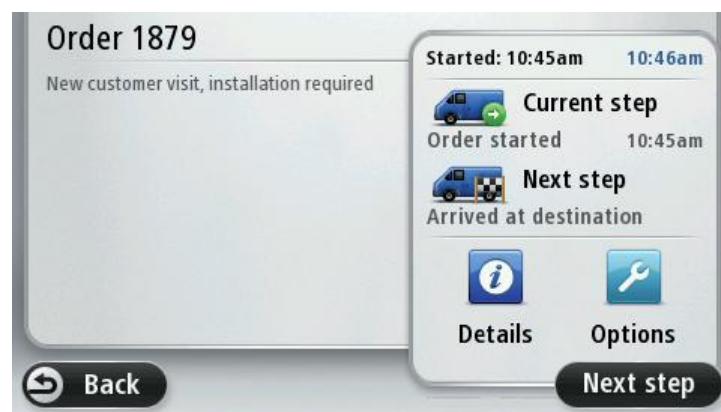 Order 1879
New customer visit, installation required
Started: 10:45am 10:46am
Current step
Order started 10:45am
Next step
Arrived at destination
Details Options
Back Next step